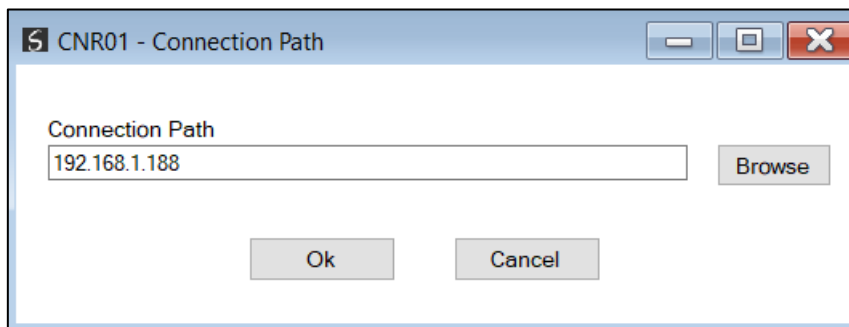 CNR01 - Connection Path
Connection Path
192.168.1.188
Browse
Ok
Cancel